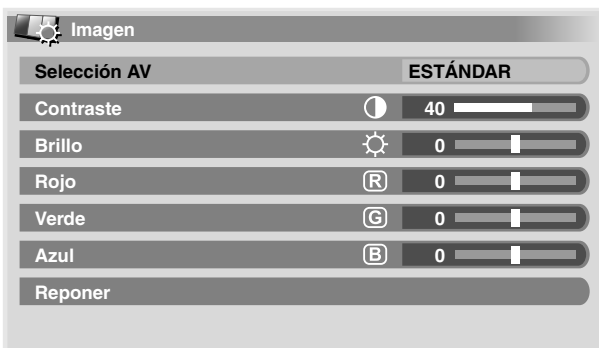 Imagen
Selección AV ESTÁNDAR
Contraste 40
Brillo 0
Rojo R 0
Verde G 0
Azul B 0
Reponer